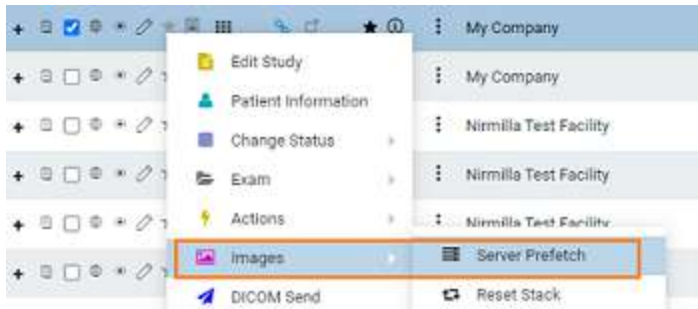 My Company
Edit Study
My Company
Patient Information
Change Status
Nirmilla Test Facility
Exam
Nirmilla Test Facility
Actions
Nirmilla Test Facility
Images
Server Prefetch
DICOM Send
Reset Stack